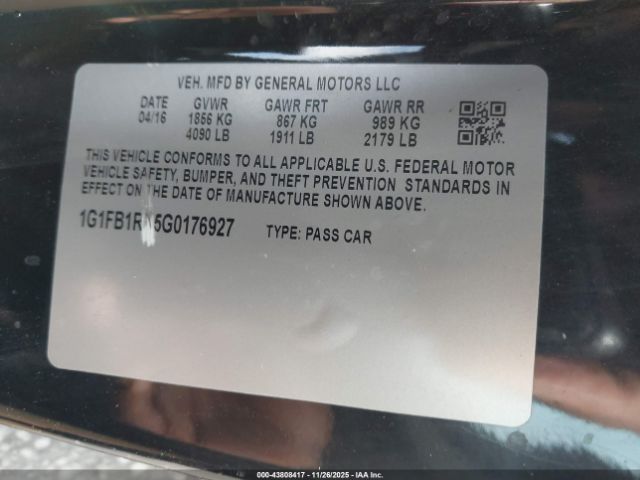 VEH. MFD BY GENERAL MOTORS LLC
DATE GVWR GAWR FRT GAWR RR
04/16 1856 KG 867 KG 989 KG
4090 LB 1911 LB 2179 LB
THIS VEHICLE CONFORMS TO ALL APPLICABLE U.S. FEDERAL MOTOR
VEHICLE SAFETY, BUMPER, AND THEFT PREVENTION STANDARDS IN
EFFECT ON THE DATE OF MANUFACTURE SHOWN ABOVE.
1G1FB1RX5G0176927 TYPE: PASS CAR
000-43808417 - 11/26/2025 - IAA Inc.